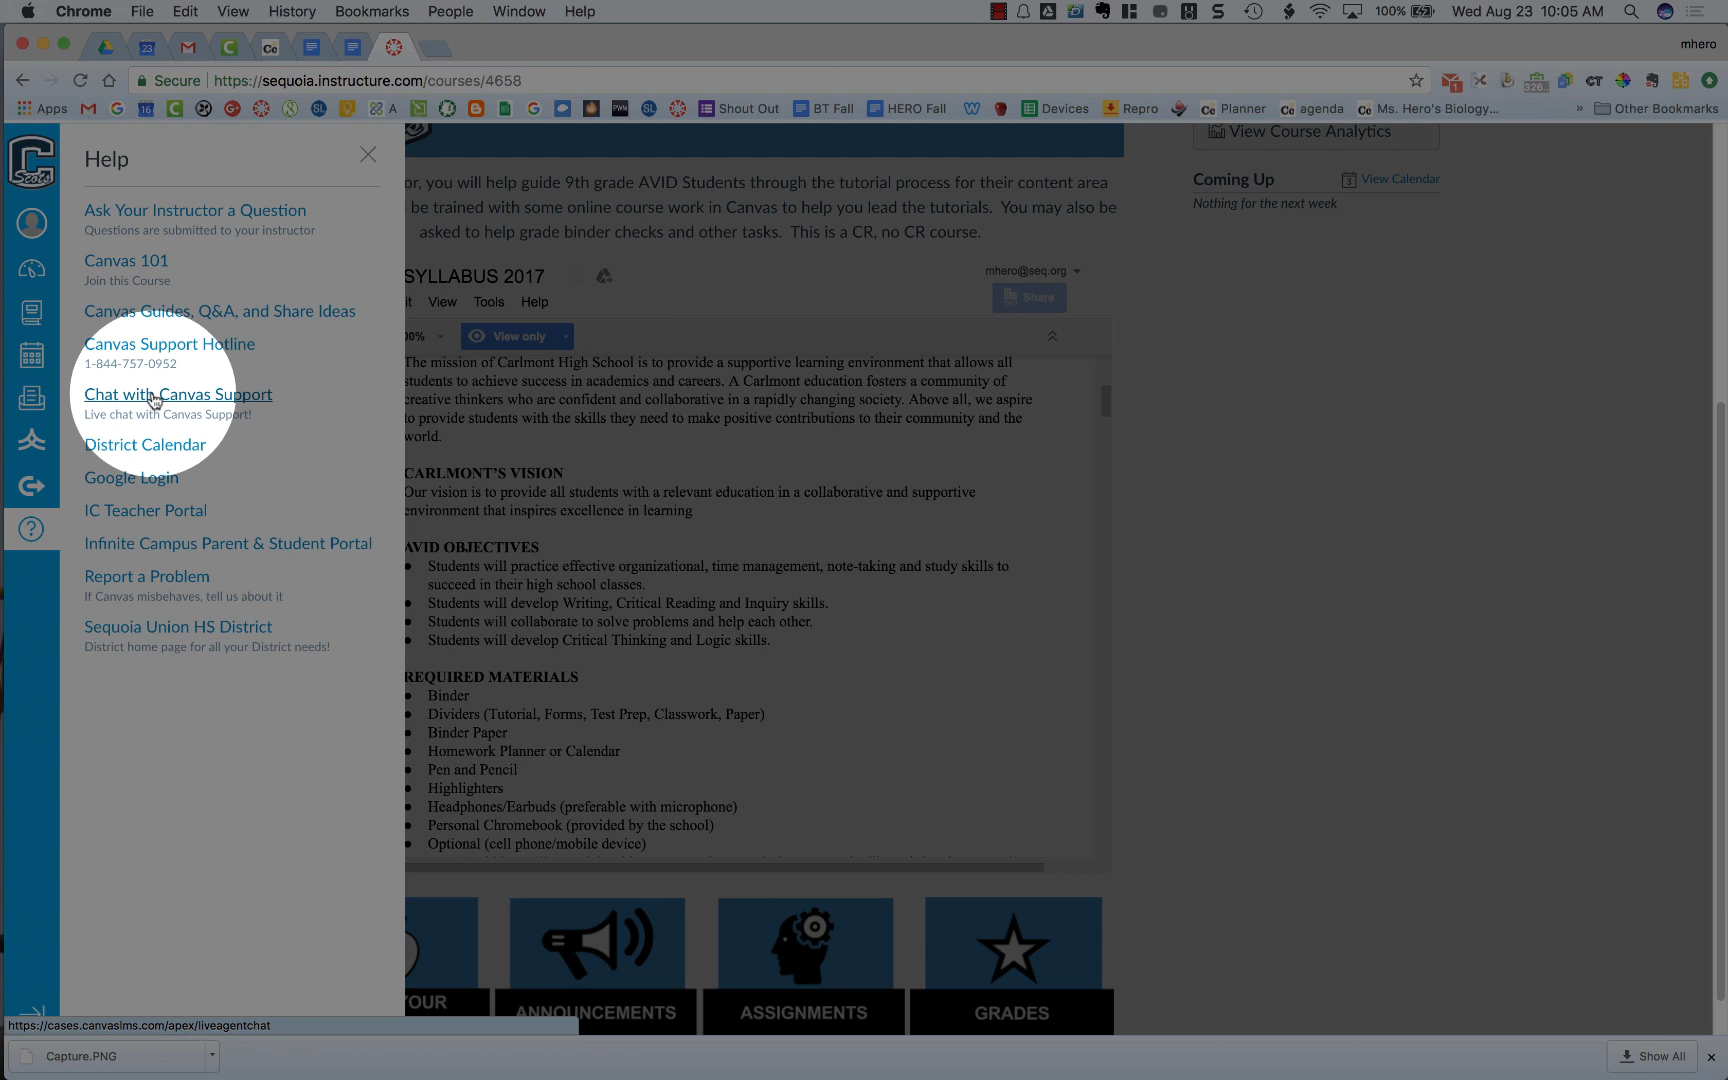 Chrome File Edit View History Bookmarks People Window Help
100% Wed Aug 23 10:05 AM
mhero
Secure https://sequoia.instructure.com/courses/4658
Apps Shout Out BT Fall HERO Fall Devices Repro Planner agenda Ms. Hero's Biology... » Other Bookmarks
Help
Ask Your Instructor a Question
Questions are submitted to your instructor
Canvas 101
Join this Course
Canvas Guides, Q&A, and Share Ideas
Canvas Support Hotline
1-844-757-0952
Chat with Canvas Support
Live chat with Canvas Support!
District Calendar
Google Login
IC Teacher Portal
Infinite Campus Parent & Student Portal
Report a Problem
If Canvas misbehaves, tell us about it
Sequoia Union HS District
District home page for all your District needs!
or, you will help guide 9th grade AVID Students through the tutorial process for their content area
be trained with some online course work in Canvas to help you lead the tutorials. You may also be
asked to help grade binder checks and other tasks. This is a CR, no CR course.
SYLLABUS 2017
mhero@seq.org
it View Tools Help
Share
00% View only
The mission of Carlmont High School is to provide a supportive learning environment that allows all
students to achieve success in academics and careers. A Carlmont education fosters a community of
creative thinkers who are confident and collaborative in a rapidly changing society. Above all, we aspire
to provide students with the skills they need to make positive contributions to their community and the
world.
CARLMONT'S VISION
Our vision is to provide all students with a relevant education in a collaborative and supportive
environment that inspires excellence in learning
AVID OBJECTIVES
● Students will practice effective organizational, time management, note-taking and study skills to
succeed in their high school classes.
● Students will develop Writing, Critical Reading and Inquiry skills.
● Students will collaborate to solve problems and help each other.
● Students will develop Critical Thinking and Logic skills.
REQUIRED MATERIALS
● Binder
● Dividers (Tutorial, Forms, Test Prep, Classwork, Paper)
● Binder Paper
● Homework Planner or Calendar
● Pen and Pencil
● Highlighters
● Headphones/Earbuds (preferable with microphone)
● Personal Chromebook (provided by the school)
● Optional (cell phone/mobile device)
View Course Analytics
Coming Up View Calendar
Nothing for the next week
OUR
ANNOUNCEMENTS
ASSIGNMENTS
GRADES
https://cases.canvaslms.com/apex/liveagentchat
Capture.PNG
Show All